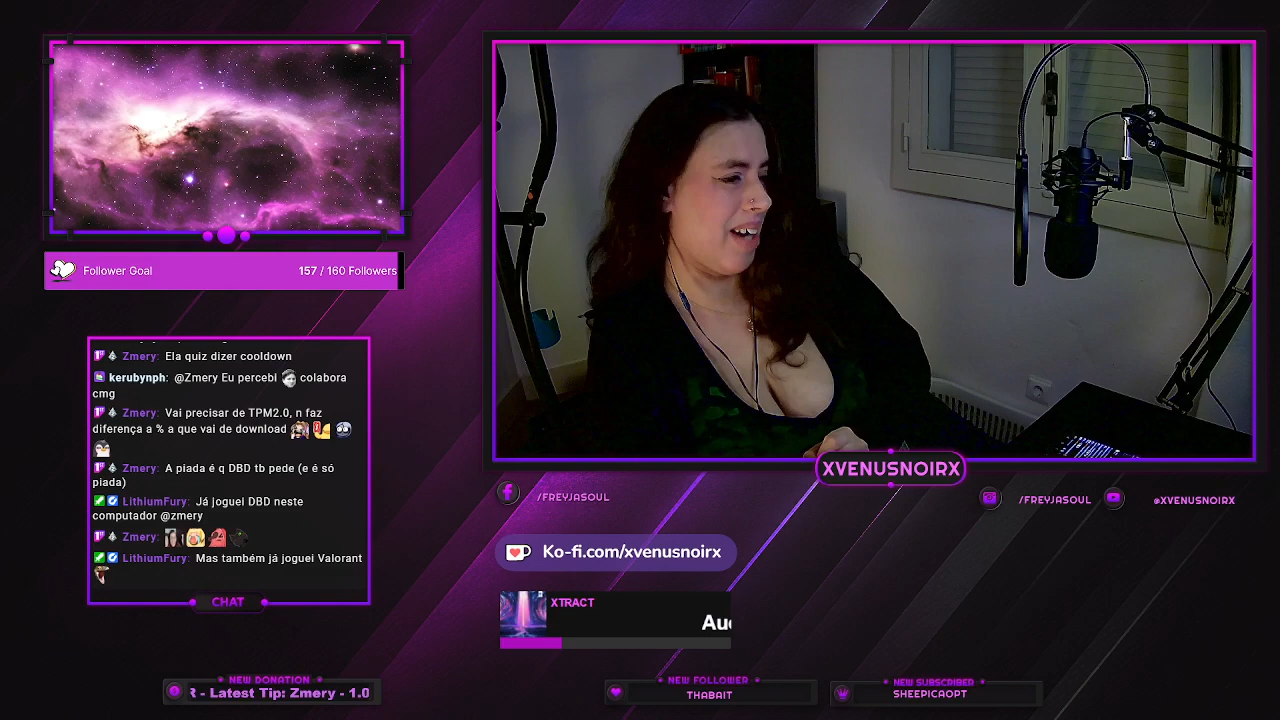 Follower Goal 157 / 160 Followers
Zmery: Ela quiz dizer cooldown
kerubynph: @Zmery Eu percebi colabora
cmg
Zmery: Vai precisar de TPM2.0, n faz
diferença a % a que vai de download
Zmery: A piada é q DBD tb pede (e é só
piada)
LithiumFury: Já joguei DBD neste
computador @zmery
Zmery:
LithiumFury: Mas também já joguei Valorant
CHAT
XVENUSNOIRX
/FREYJASOUL
/FREYJASOUL
@XVENUSNOIRX
Ko-fi.com/xvenusnoirx
XTRACT
NEW DONATION
- Latest Tip: Zmery - 1.0
NEW FOLLOWER
THABAIT
NEW SUBSCRIBER
SHEEPICAOPT